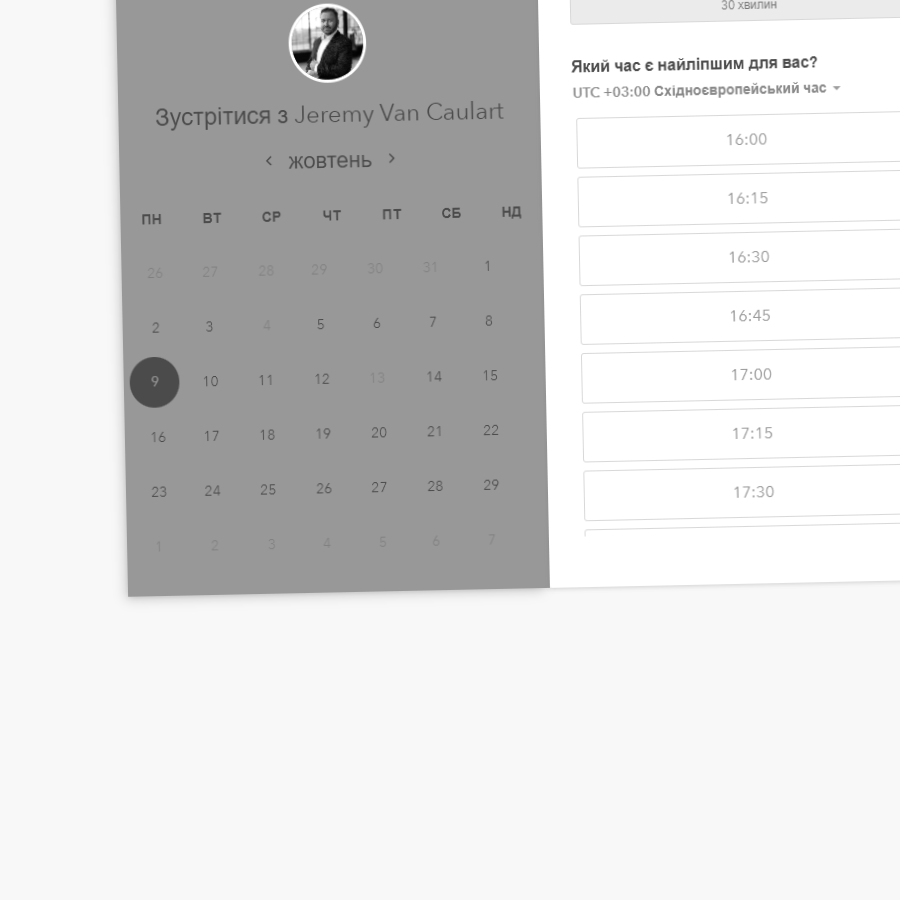 Зустрітися з Jeremy Van Caulart
‹ жовтень ›
ПН ВТ СР ЧТ ПТ СБ НД
26 27 28 29 30 31 1
2 3 4 5 6 7 8
9 10 11 12 13 14 15
16 17 18 19 20 21 22
23 24 25 26 27 28 29
1 2 3 4 5 6 7
30 хвилин
Який час є найліпшим для вас?
UTC +03:00 Східноєвропейський час
16:00
16:15
16:30
16:45
17:00
17:15
17:30